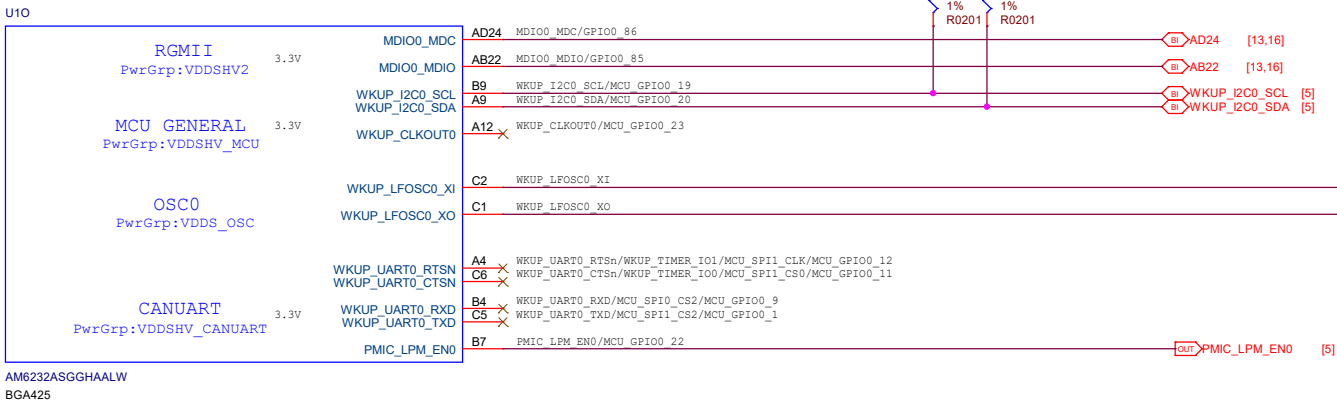 U1O
1%
R0201
1%
R0201
RGMII
PwrGrp:VDDSHV2
3.3V
MDIO0_MDC
AD24
MDIO0_MDC/GPIO0_86
BI
AD24
[13,16]
MDIO0_MDIO
AB22
MDIO0_MDIO/GPIO0_85
BI
AB22
[13,16]
WKUP_I2C0_SCL
B9
WKUP_I2C0_SCL/MCU_GPIO0_19
BI
WKUP_I2C0_SCL
[5]
WKUP_I2C0_SDA
A9
WKUP_I2C0_SDA/MCU_GPIO0_20
BI
WKUP_I2C0_SDA
[5]
MCU GENERAL
PwrGrp:VDDSHV_MCU
3.3V
WKUP_CLKOUT0
A12
WKUP_CLKOUT0/MCU_GPIO0_23
WKUP_LFOSC0_XI
C2
WKUP_LFOSC0_XI
OSC0
PwrGrp:VDDS_OSC
WKUP_LFOSC0_XO
C1
WKUP_LFOSC0_XO
WKUP_UART0_RTSN
A4
WKUP_UART0_RTSn/WKUP_TIMER_IO1/MCU_SPI1_CLK/MCU_GPIO0_12
WKUP_UART0_CTSN
C6
WKUP_UART0_CTSn/WKUP_TIMER_IO0/MCU_SPI1_CS0/MCU_GPIO0_11
CANUART
PwrGrp:VDDSHV_CANUART
3.3V
WKUP_UART0_RXD
B4
WKUP_UART0_RXD/MCU_SPI0_CS2/MCU_GPIO0_9
WKUP_UART0_TXD
C5
WKUP_UART0_TXD/MCU_SPI1_CS2/MCU_GPIO0_1
PMIC_LPM_EN0
B7
PMIC_LPM_EN0/MCU_GPIO0_22
OUT
PMIC_LPM_EN0
[5]
AM6232ASGGHAALW
BGA425